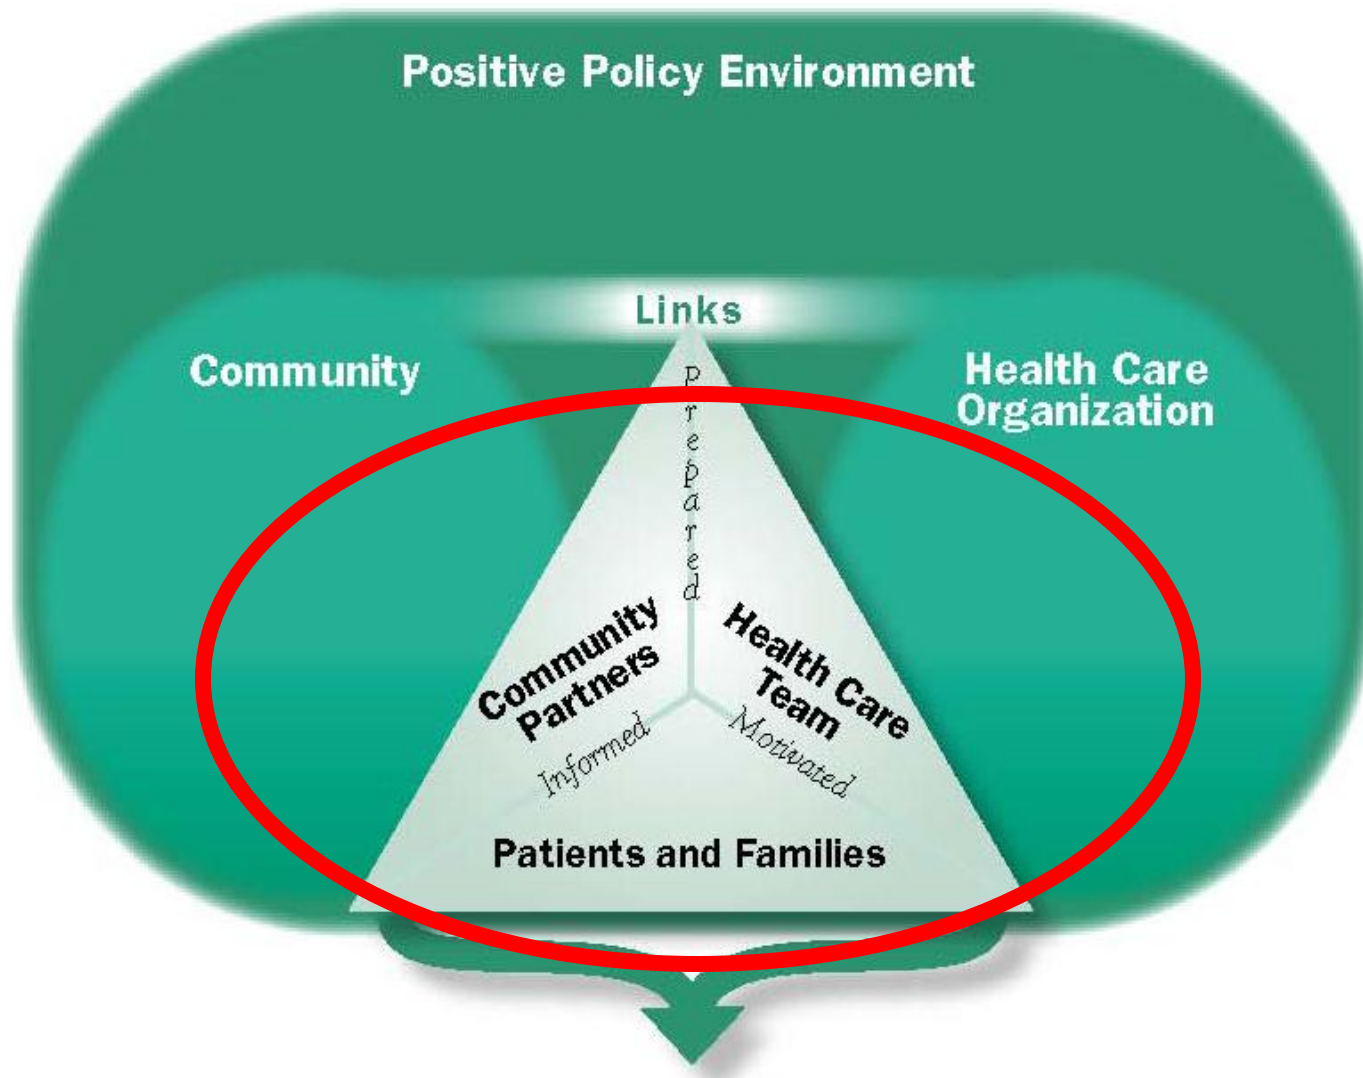 Positive Policy Environment
Links
Community
Health Care
Organization
Prepared
Community
Partners
Health Care
Team
Informed
Motivated
Patients and Families